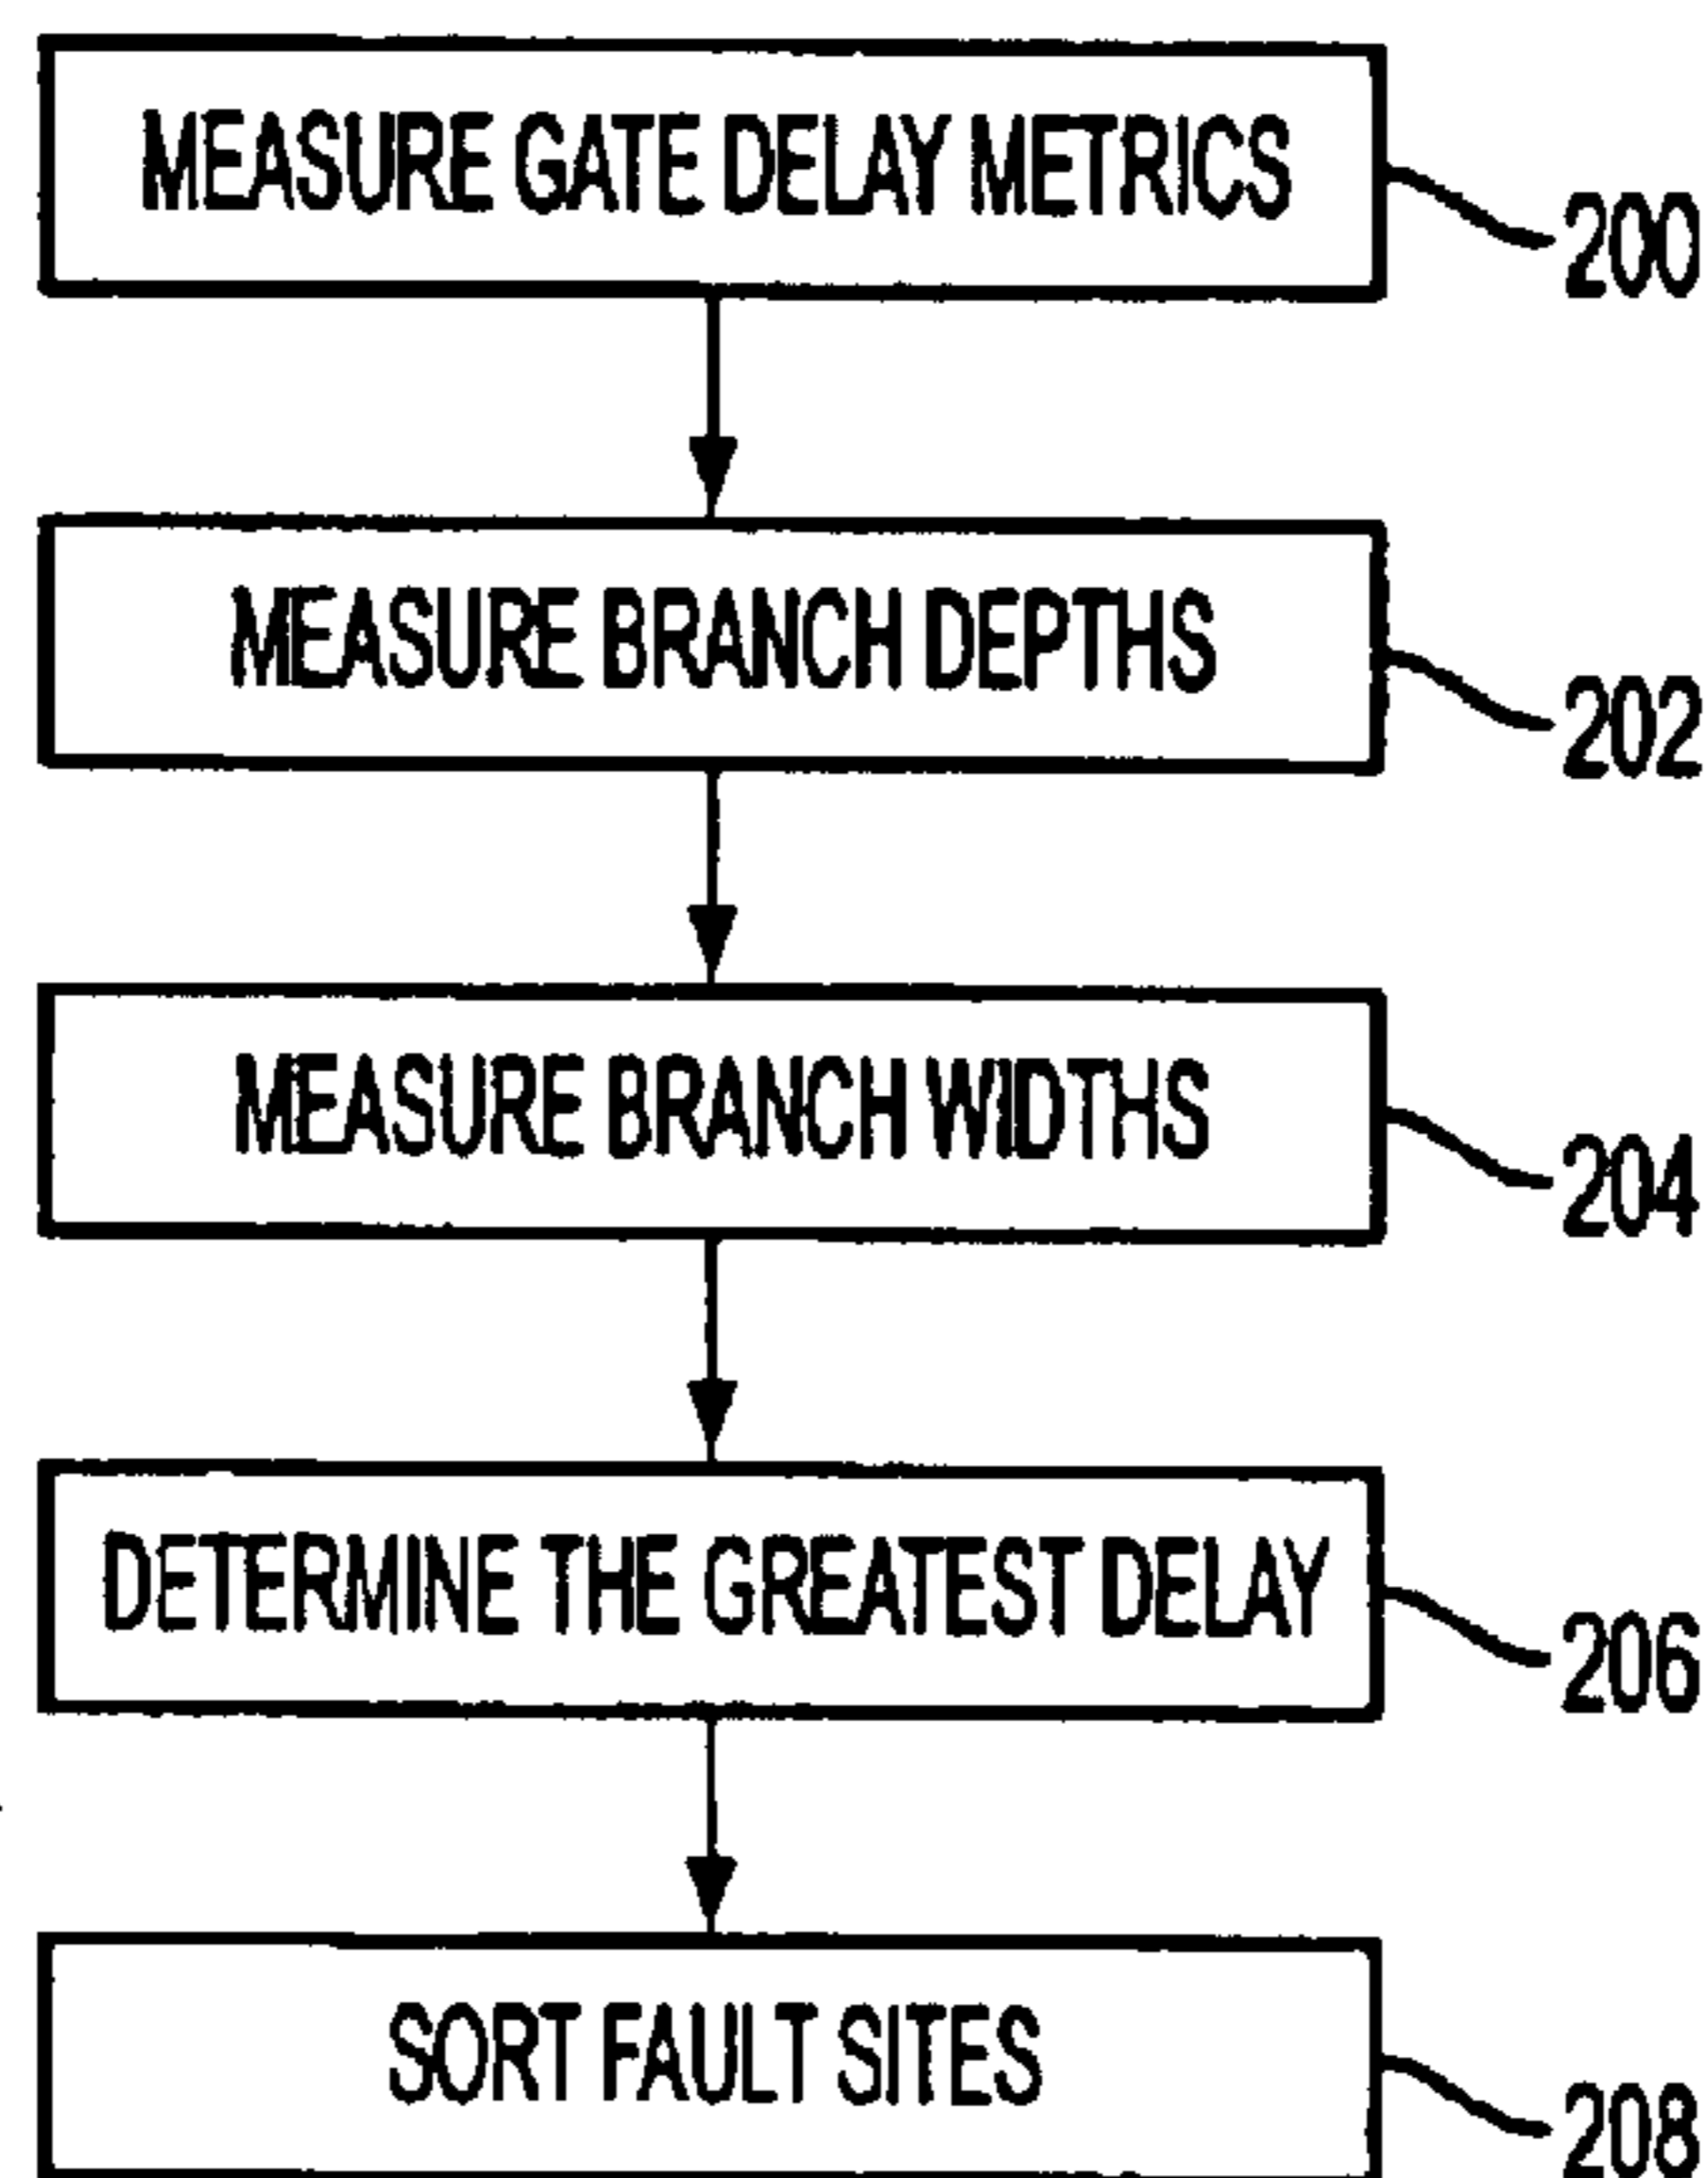 MEASURE GATE DELAY METRICS
200
MEASURE BRANCH DEPTHS
202
MEASURE BRANCH WIDTHS
204
DETERMINE THE GREATEST DELAY
206
SORT FAULT SITES
208